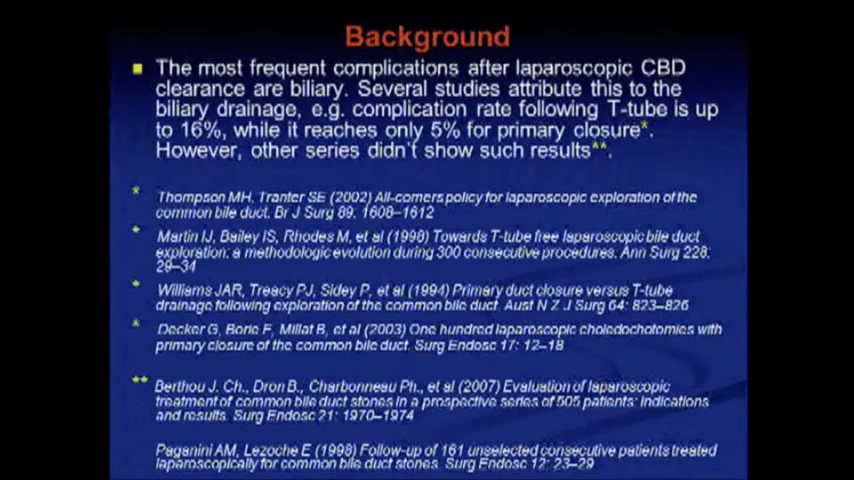 Background
The most frequent complications after laparoscopic CBD
clearance are biliary. Several studies attribute this to the
biliary drainage, e.g. complication rate following T-tube is up
to 16%, while it reaches only 5% for primary closure*.
However, other series didn't show such results**.
* Thompson MH, Tranter SE (2002) All-comers policy for laparoscopic exploration of the
common bile duct. Br J Surg 89: 1608–1612
* Martin IJ, Bailey IS, Rhodes M, et al (1998) Towards T-tube free laparoscopic bile duct
exploration: a methodologic evolution during 300 consecutive procedures. Ann Surg 228:
29–34
* Williams JAR, Treacy PJ, Sidey P, et al (1994) Primary duct closure versus T-tube
drainage following exploration of the common bile duct. Aust N Z J Surg 64: 823–826
* Decker G, Borie F, Millat B, et al (2003) One hundred laparoscopic choledochotomies with
primary closure of the common bile duct. Surg Endosc 17: 12–18
** Berthou J. Ch., Dron B., Charbonneau Ph., et al (2007) Evaluation of laparoscopic
treatment of common bile duct stones in a prospective series of 505 patients: indications
and results. Surg Endosc 21: 1970–1974
Paganini AM, Lezoche E (1998) Follow-up of 161 unselected consecutive patients treated
laparoscopically for common bile duct stones. Surg Endosc 12: 23–29